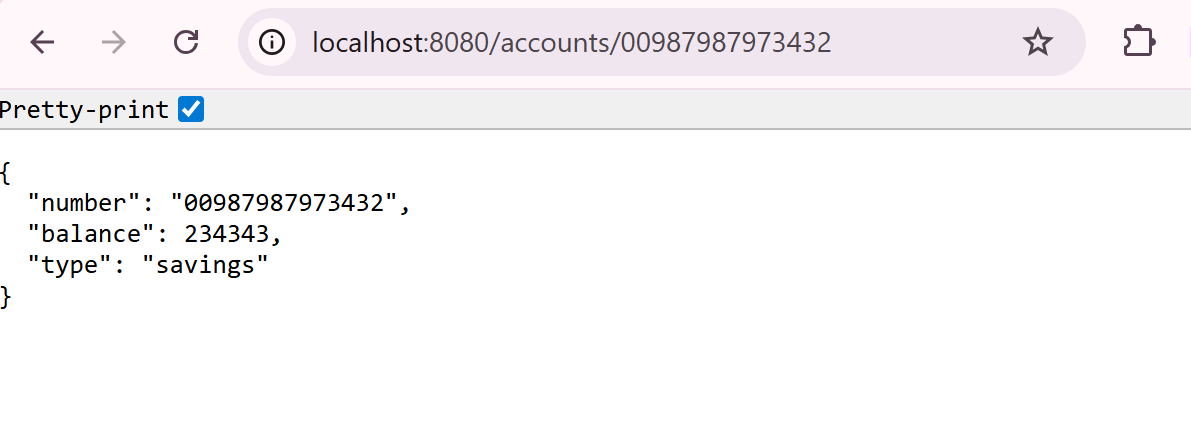 localhost:8080/accounts/00987987973432
Pretty-print
{
  "number": "00987987973432",
  "balance": 234343,
  "type": "savings"
}